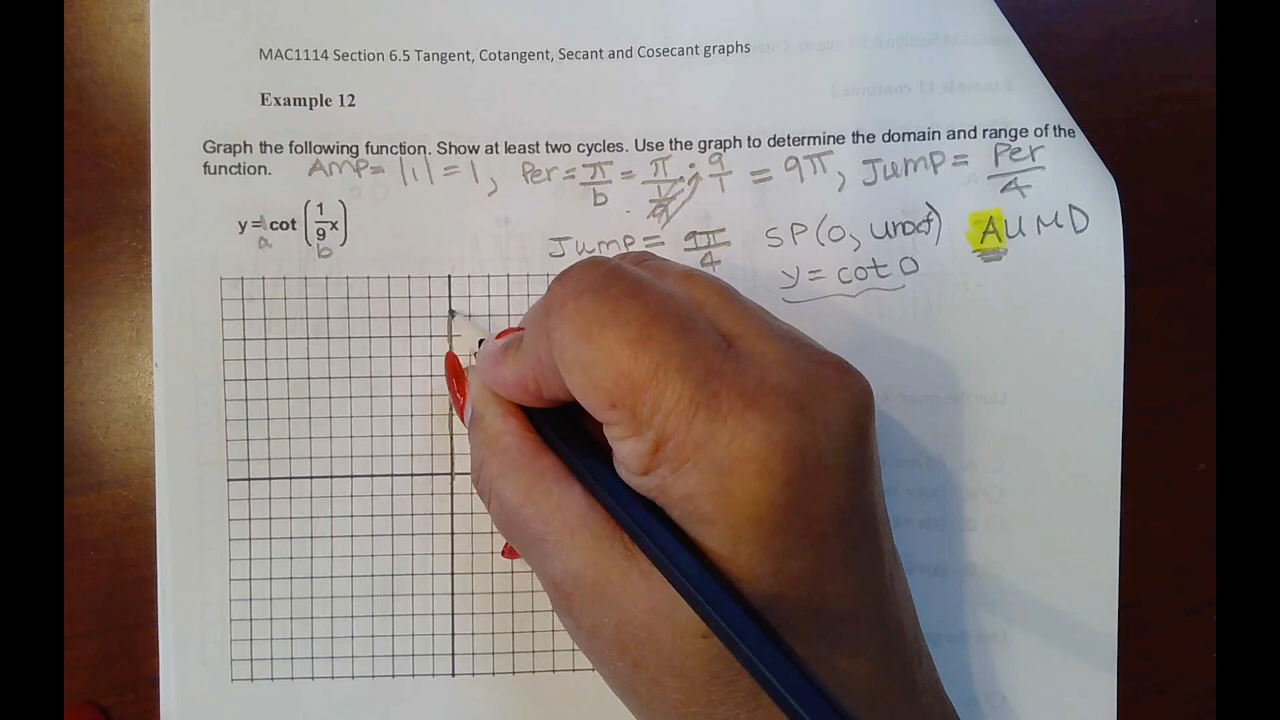 MAC1114 Section 6.5 Tangent, Cotangent, Secant and Cosecant graphs
Example 12
Graph the following function. Show at least two cycles. Use the graph to determine the domain and range of the
function. AMP= |1| = 1, Per = π/b = π/(1/9) · 9/1 = 9π, Jump = Per/4
y = 1 cot (1/9 x)
a b
Jump = 9π/4 SP(0, undef) AUMD
y = cot 0